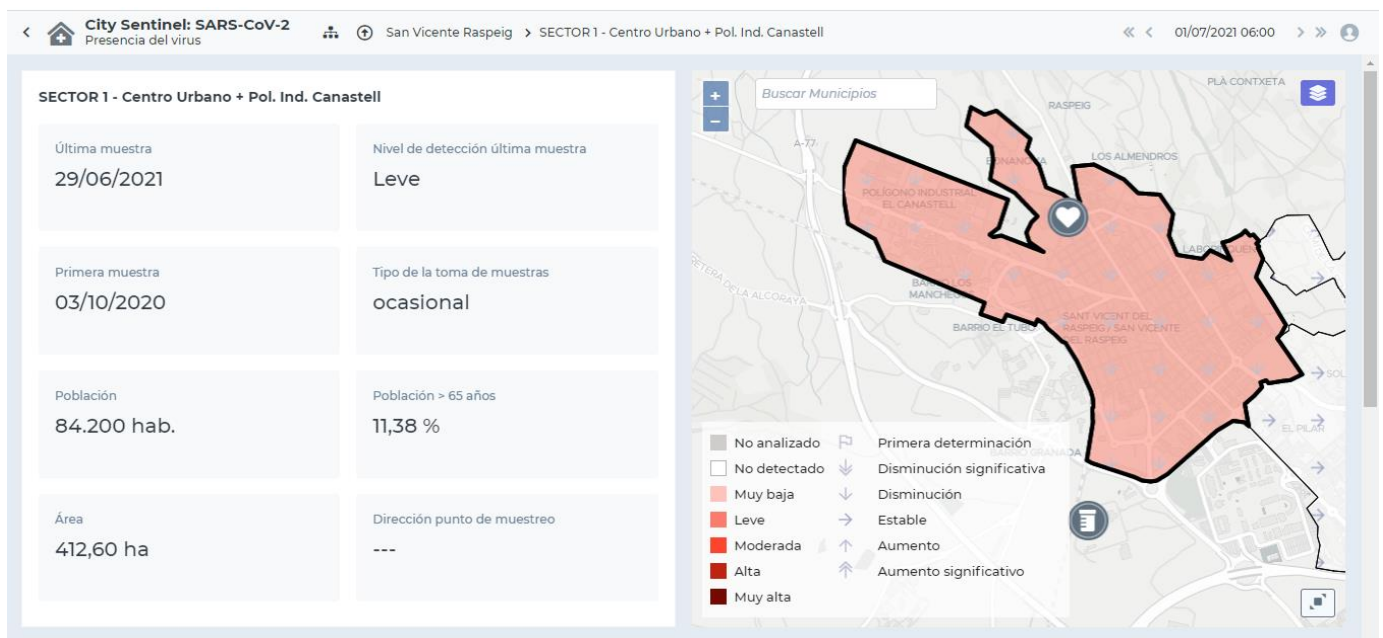 City Sentinel: SARS-CoV-2
Presencia del virus
San Vicente Raspeig > SECTOR 1 - Centro Urbano + Pol. Ind. Canastell
01/07/2021 06:00
SECTOR 1 - Centro Urbano + Pol. Ind. Canastell
Última muestra
29/06/2021
Nivel de detección última muestra
Leve
Primera muestra
03/10/2020
Tipo de la toma de muestras
ocasional
Población
84.200 hab.
Población > 65 años
11,38 %
Área
412,60 ha
Dirección punto de muestreo
---
+
-
Buscar Municipios
PLÀ CONTXETA
RASPEIG
A-77
BONANOVA
LOS ALMENDROS
POLÍGONO INDUSTRIAL
EL CANASTELL
BARRIO LOS
MANCHEGOS
DE LA ALCORAYA
BARRIO EL TUBO
SANT VICENT DEL
RASPEIG / SAN VICENTE
DEL RASPEIG
EL PILAR
BARRIO GRANADA
No analizado
Primera determinación
No detectado
Disminución significativa
Muy baja
Disminución
Leve
Estable
Moderada
Aumento
Alta
Aumento significativo
Muy alta